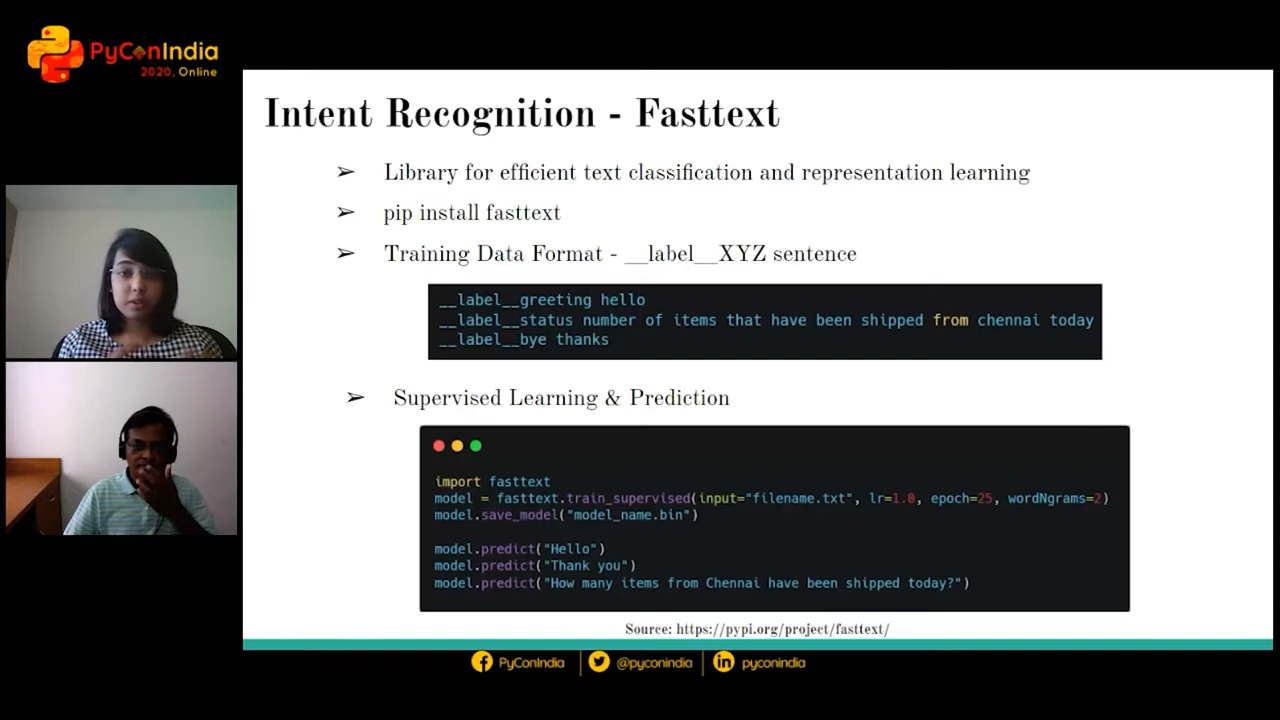 PyConIndia
2020, Online
Intent Recognition - Fasttext
➢ Library for efficient text classification and representation learning
➢ pip install fasttext
➢ Training Data Format - __label__XYZ sentence
__label__greeting hello
__label__status number of items that have been shipped from chennai today
__label__bye thanks
➢ Supervised Learning & Prediction
import fasttext
model = fasttext.train_supervised(input="filename.txt", lr=1.0, epoch=25, wordNgrams=2)
model.save_model("model_name.bin")
model.predict("Hello")
model.predict("Thank you")
model.predict("How many items from Chennai have been shipped today?")
Source: https://pypi.org/project/fasttext/
PyConIndia @pyconindia pyconindia